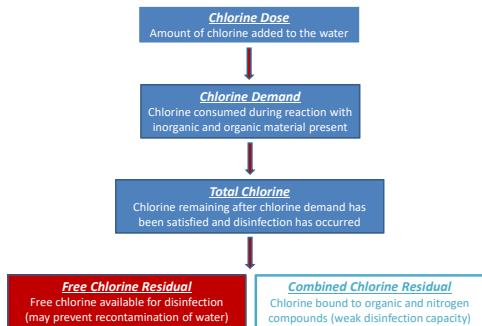 Chlorine Dose
Amount of chlorine added to the water
Chlorine Demand
Chlorine consumed during reaction with
inorganic and organic material present
Total Chlorine
Chlorine remaining after chlorine demand has
been satisfied and disinfection has occurred
Free Chlorine Residual
Free chlorine available for disinfection
(may prevent recontamination of water)
Combined Chlorine Residual
Chlorine bound to organic and nitrogen
compounds (weak disinfection capacity)